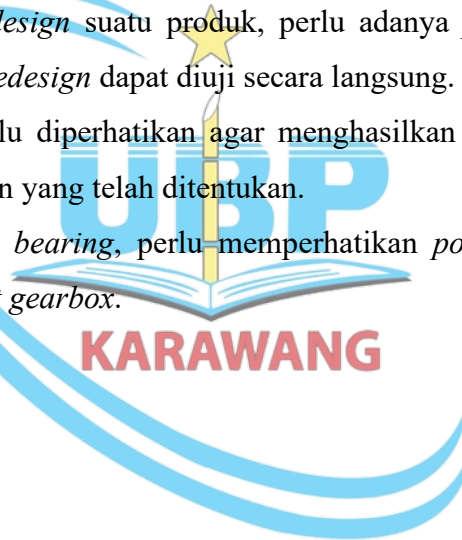 design suatu produk, perlu adanya
edesign dapat diuji secara langsung.
lu diperhatikan agar menghasilkan
n yang telah ditentukan.
bearing, perlu memperhatikan po
gearbox.
UBP
KARAWANG